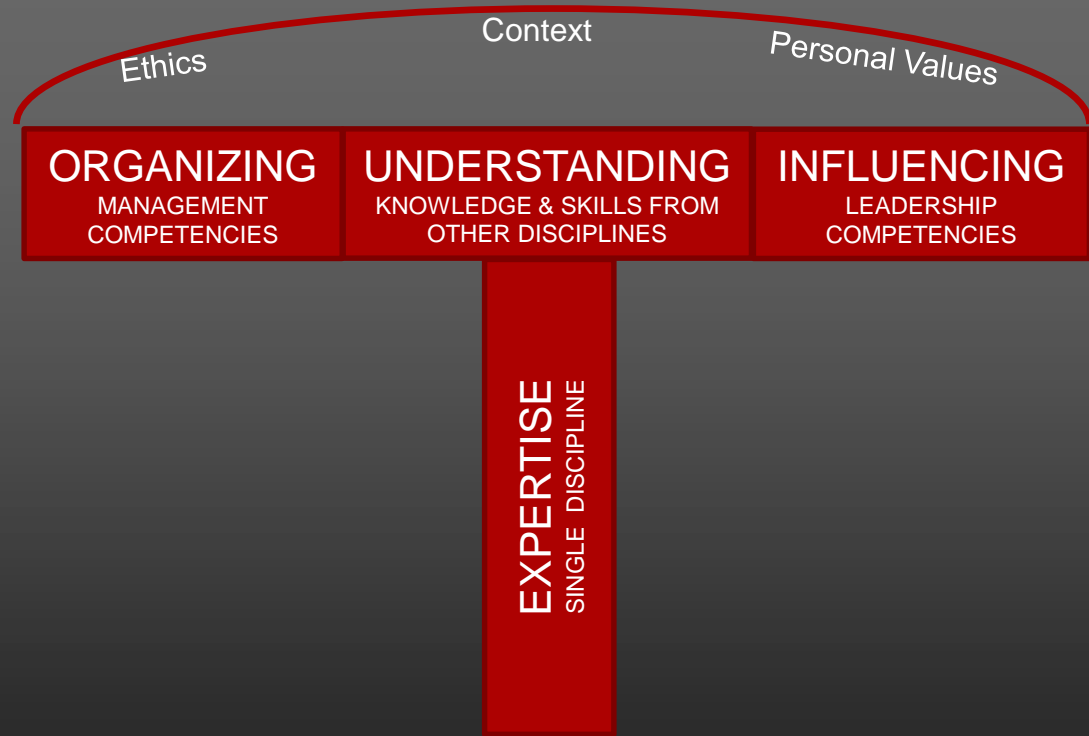 Ethics
Context
Personal Values
ORGANIZING
MANAGEMENT
COMPETENCIES
UNDERSTANDING
KNOWLEDGE & SKILLS FROM
OTHER DISCIPLINES
INFLUENCING
LEADERSHIP
COMPETENCIES
EXPERTISE
SINGLE DISCIPLINE